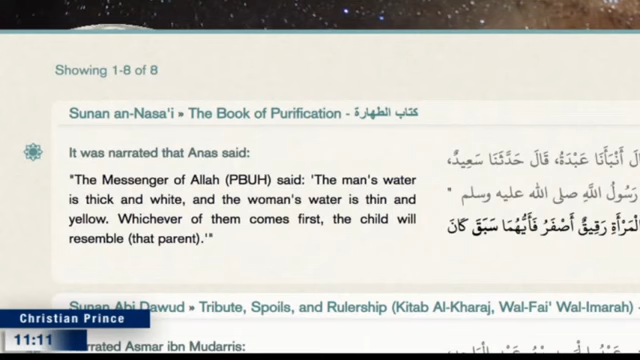 Showing 1-8 of 8
Sunan an-Nasa'i » The Book of Purification - كتاب الطهارة
It was narrated that Anas said:
"The Messenger of Allah (PBUH) said: 'The man's water
is thick and white, and the woman's water is thin and
yellow. Whichever of them comes first, the child will
resemble (that parent).'"
أَنْبَأَنَا عَبْدَةُ، قَالَ حَدَّثَنَا سَعِيدٌ،
رَسُولُ اللَّهِ صلى الله عليه وسلم "
الْمَرْأَةِ رَقِيقٌ أَصْفَرُ فَأَيُّهُمَا سَبَقَ كَانَ
Sunan Abi Dawud » Tribute, Spoils, and Rulership (Kitab Al-Kharaj, Wal-Fai' Wal-Imarah) -
Asmar ibn Mudarris:
Christian Prince
11:11